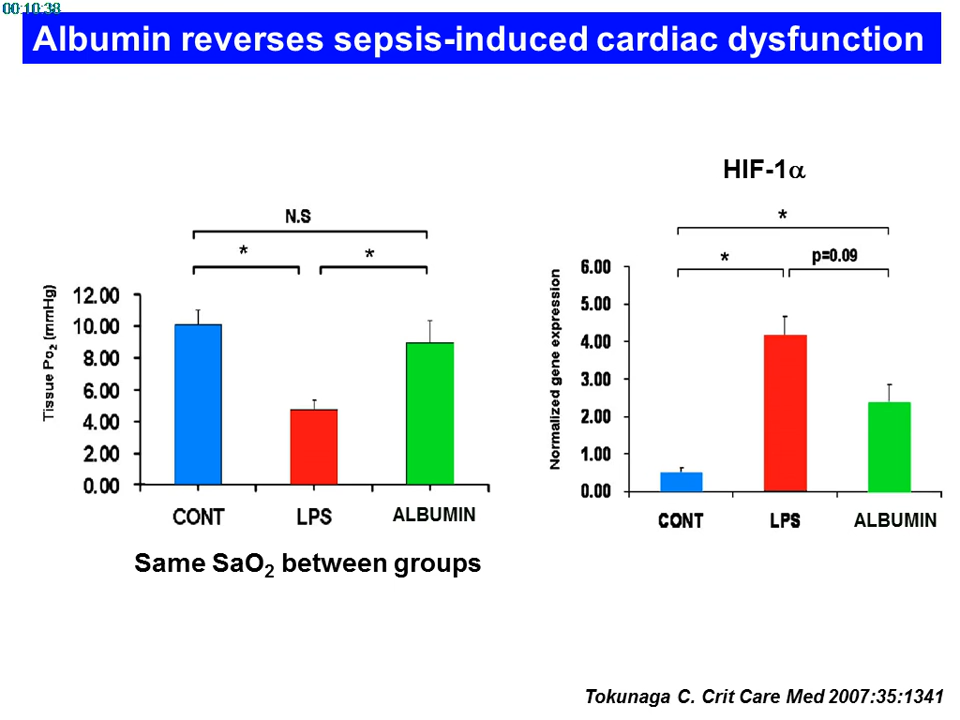 00:10:38
Albumin reverses sepsis-induced cardiac dysfunction
HIF-1α
N.S
*
*
Tissue Po2 (mmHg)
12.00
10.00
8.00
6.00
4.00
2.00
0.00
CONT
LPS
ALBUMIN
Same SaO2 between groups
*
*
p=0.09
Normalized gene expression
6.00
5.00
4.00
3.00
2.00
1.00
0.00
CONT
LPS
ALBUMIN
Tokunaga C. Crit Care Med 2007:35:1341